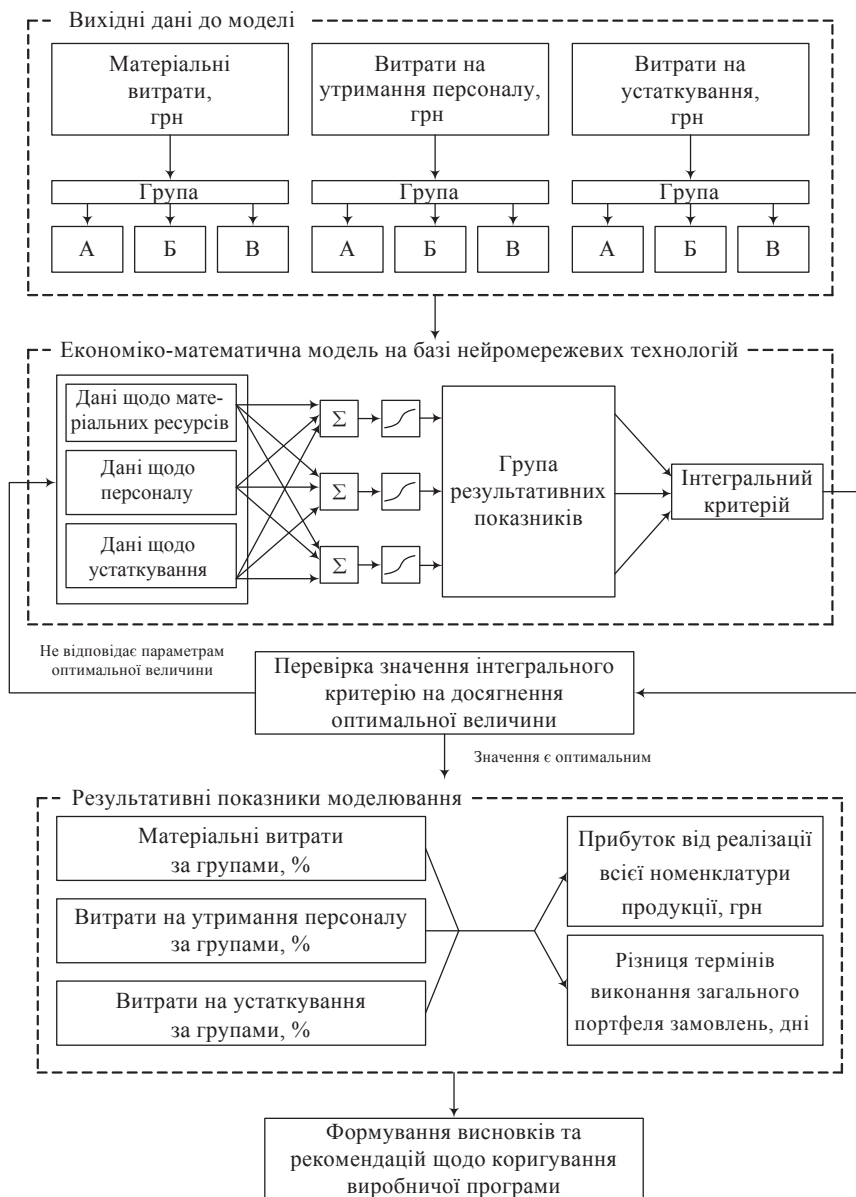 Вихідні дані до моделі
Матеріальні
витрати,
грн
Витрати на
утримання персоналу,
грн
Витрати на
устаткування,
грн
Група
Група
Група
А
Б
В
А
Б
В
А
Б
В
Економіко-математична модель на базі нейромережевих технологій
Дані щодо мате-
ріальних ресурсів
Дані щодо
персоналу
Дані щодо
устаткування
Σ
Σ
Σ
Група
результативних
показників
Інтегральний
критерій
Не відповідає параметрам
оптимальної величини
Перевірка значення інтегрального
критерію на досягнення
оптимальної величини
Значення є оптимальним
Результативні показники моделювання
Матеріальні витрати
за групами, %
Витрати на утримання персоналу
за групами, %
Витрати на устаткування
за групами, %
Прибуток від реалізації
всієї номенклатури
продукції, грн
Різниця термінів
виконання загального
портфеля замовлень, дні
Формування висновків та
рекомендацій щодо коригування
виробничої програми